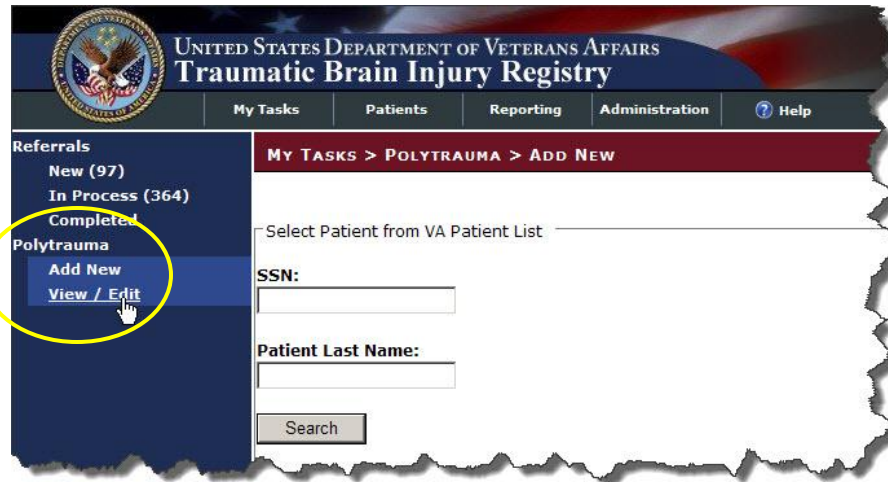 UNITED STATES DEPARTMENT OF VETERANS AFFAIRS
Traumatic Brain Injury Registry
My Tasks Patients Reporting Administration ? Help
Referrals
New (97)
In Process (364)
Completed
Polytrauma
Add New
View / Edit
MY TASKS > POLYTRAUMA > ADD NEW
Select Patient from VA Patient List
SSN:
Patient Last Name:
Search